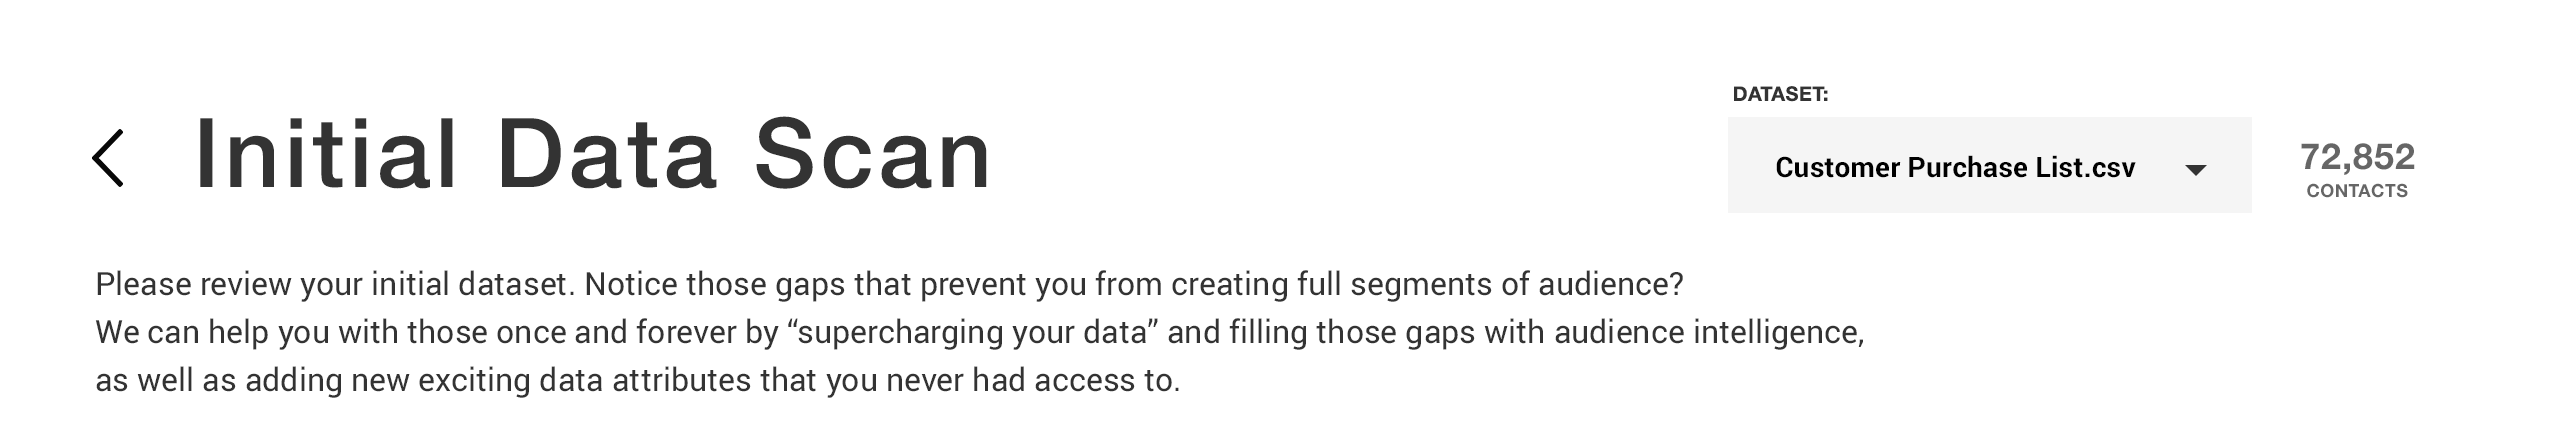 Initial Data Scan
DATASET:
Customer Purchase List.csv
72,852
CONTACTS
Please review your initial dataset. Notice those gaps that prevent you from creating full segments of audience?
We can help you with those once and forever by “supercharging your data” and filling those gaps with audience intelligence,
as well as adding new exciting data attributes that you never had access to.